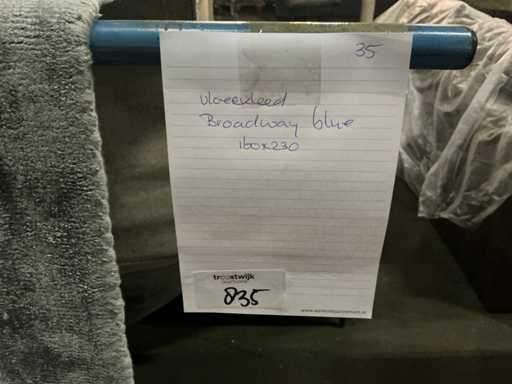 35
vloerkleed
Broadway blue
160x230
troostwijk
835